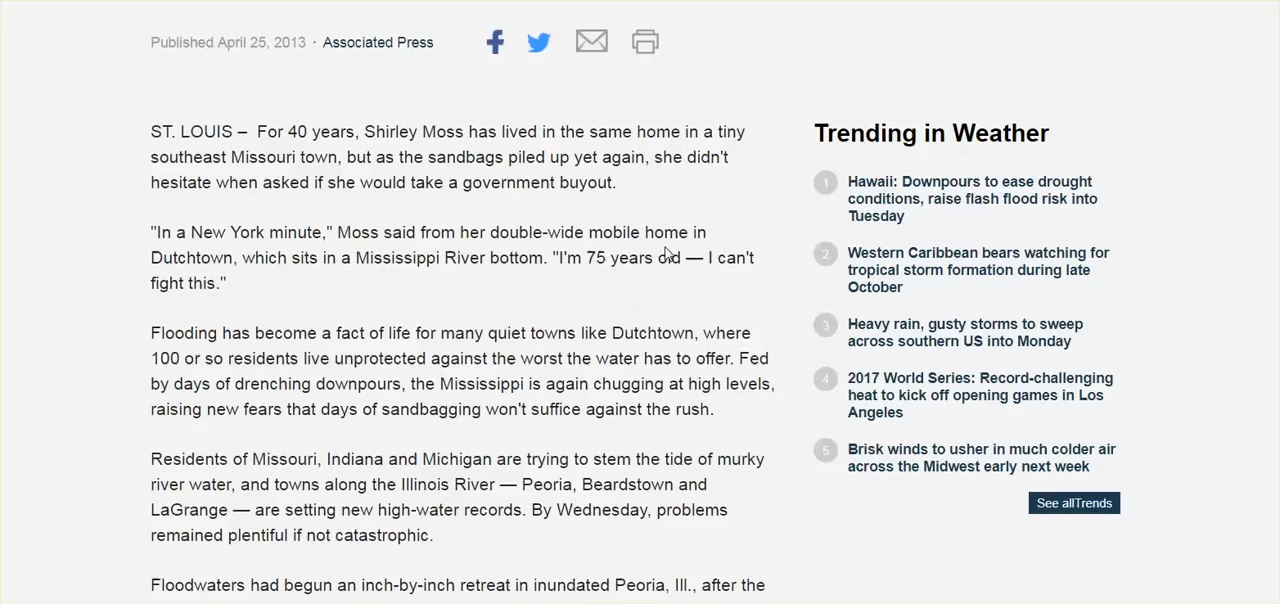 Published April 25, 2013 · Associated Press
ST. LOUIS – For 40 years, Shirley Moss has lived in the same home in a tiny
southeast Missouri town, but as the sandbags piled up yet again, she didn't
hesitate when asked if she would take a government buyout.
"In a New York minute," Moss said from her double-wide mobile home in
Dutchtown, which sits in a Mississippi River bottom. "I'm 75 years old — I can't
fight this."
Flooding has become a fact of life for many quiet towns like Dutchtown, where
100 or so residents live unprotected against the worst the water has to offer. Fed
by days of drenching downpours, the Mississippi is again chugging at high levels,
raising new fears that days of sandbagging won't suffice against the rush.
Residents of Missouri, Indiana and Michigan are trying to stem the tide of murky
river water, and towns along the Illinois River — Peoria, Beardstown and
LaGrange — are setting new high-water records. By Wednesday, problems
remained plentiful if not catastrophic.
Floodwaters had begun an inch-by-inch retreat in inundated Peoria, Ill., after the
Trending in Weather
1 Hawaii: Downpours to ease drought
conditions, raise flash flood risk into
Tuesday
2 Western Caribbean bears watching for
tropical storm formation during late
October
3 Heavy rain, gusty storms to sweep
across southern US into Monday
4 2017 World Series: Record-challenging
heat to kick off opening games in Los
Angeles
5 Brisk winds to usher in much colder air
across the Midwest early next week
See allTrends